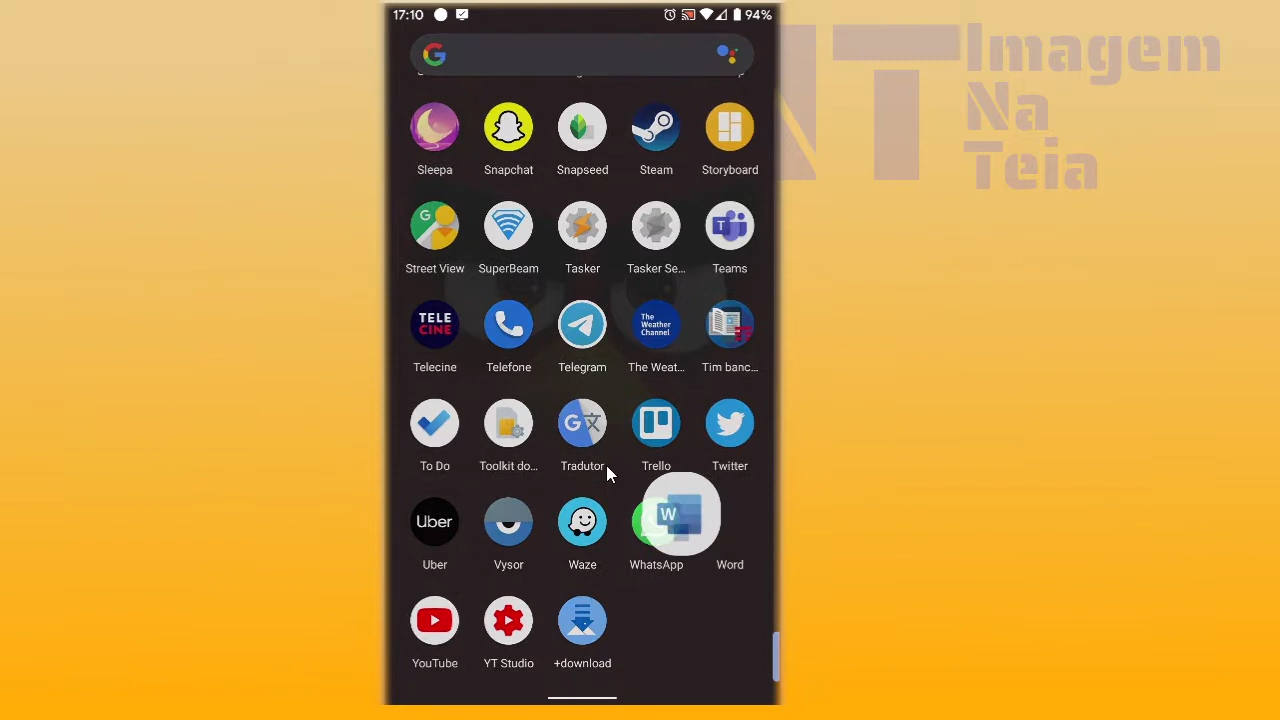 17:10 94%
Imagem
Na
Teia
NT
Sleepa Snapchat Snapseed Steam Storyboard
Street View SuperBeam Tasker Tasker Se... Teams
TELE
CINE
The
Weather
Channel
Telecine Telefone Telegram The Weat... Tim banc...
To Do Toolkit do... Tradutor Trello Twitter
Uber
Uber Vysor Waze WhatsApp Word
YouTube YT Studio +download